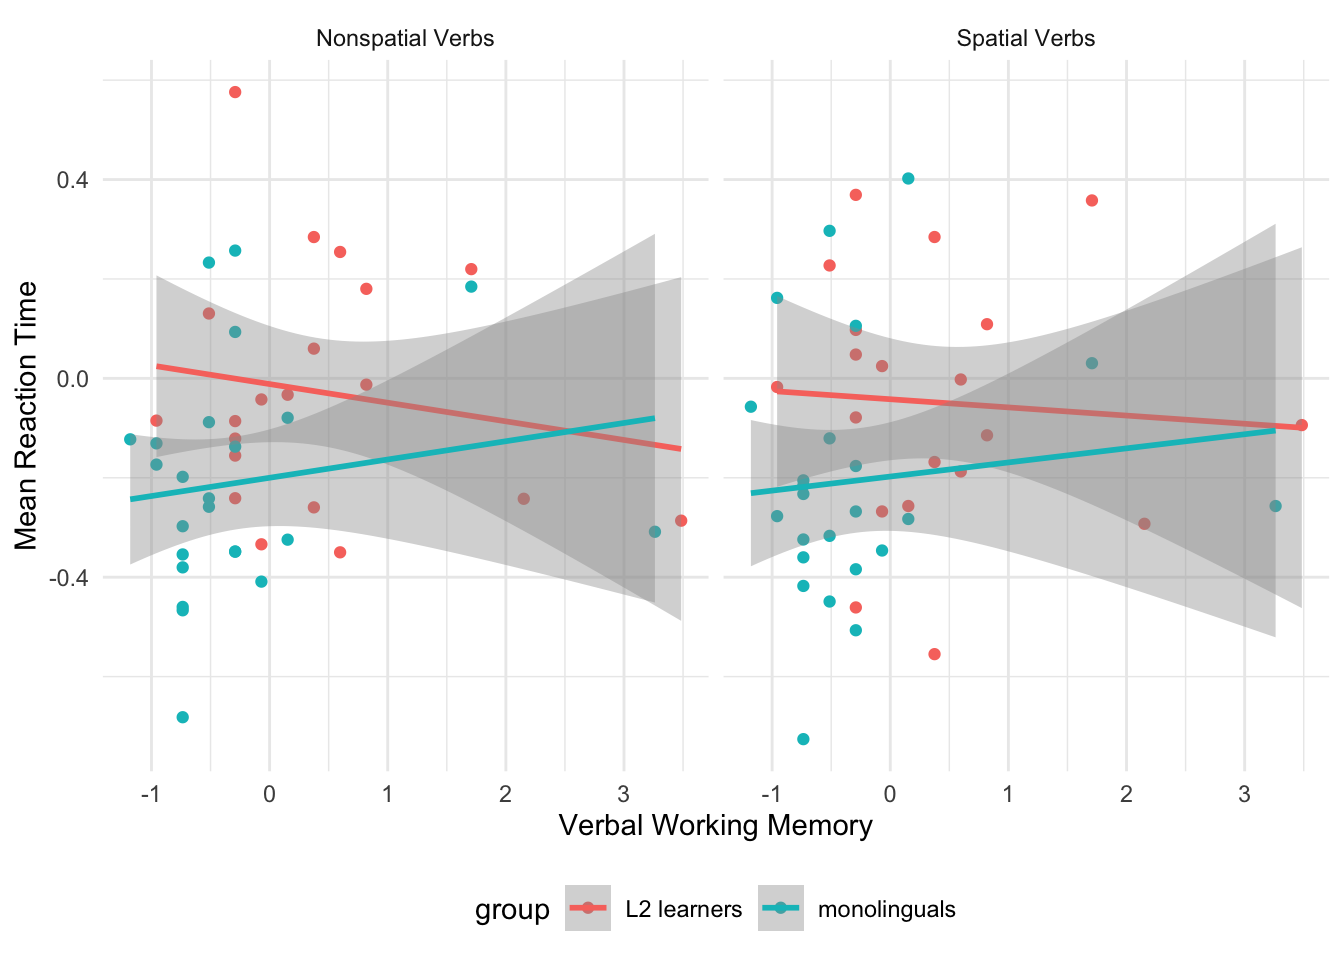 Nonspatial Verbs
Spatial Verbs
Mean Reaction Time
0.4
0.0
-0.4
-1 0 1 2 3
-1 0 1 2 3
Verbal Working Memory
group L2 learners monolinguals